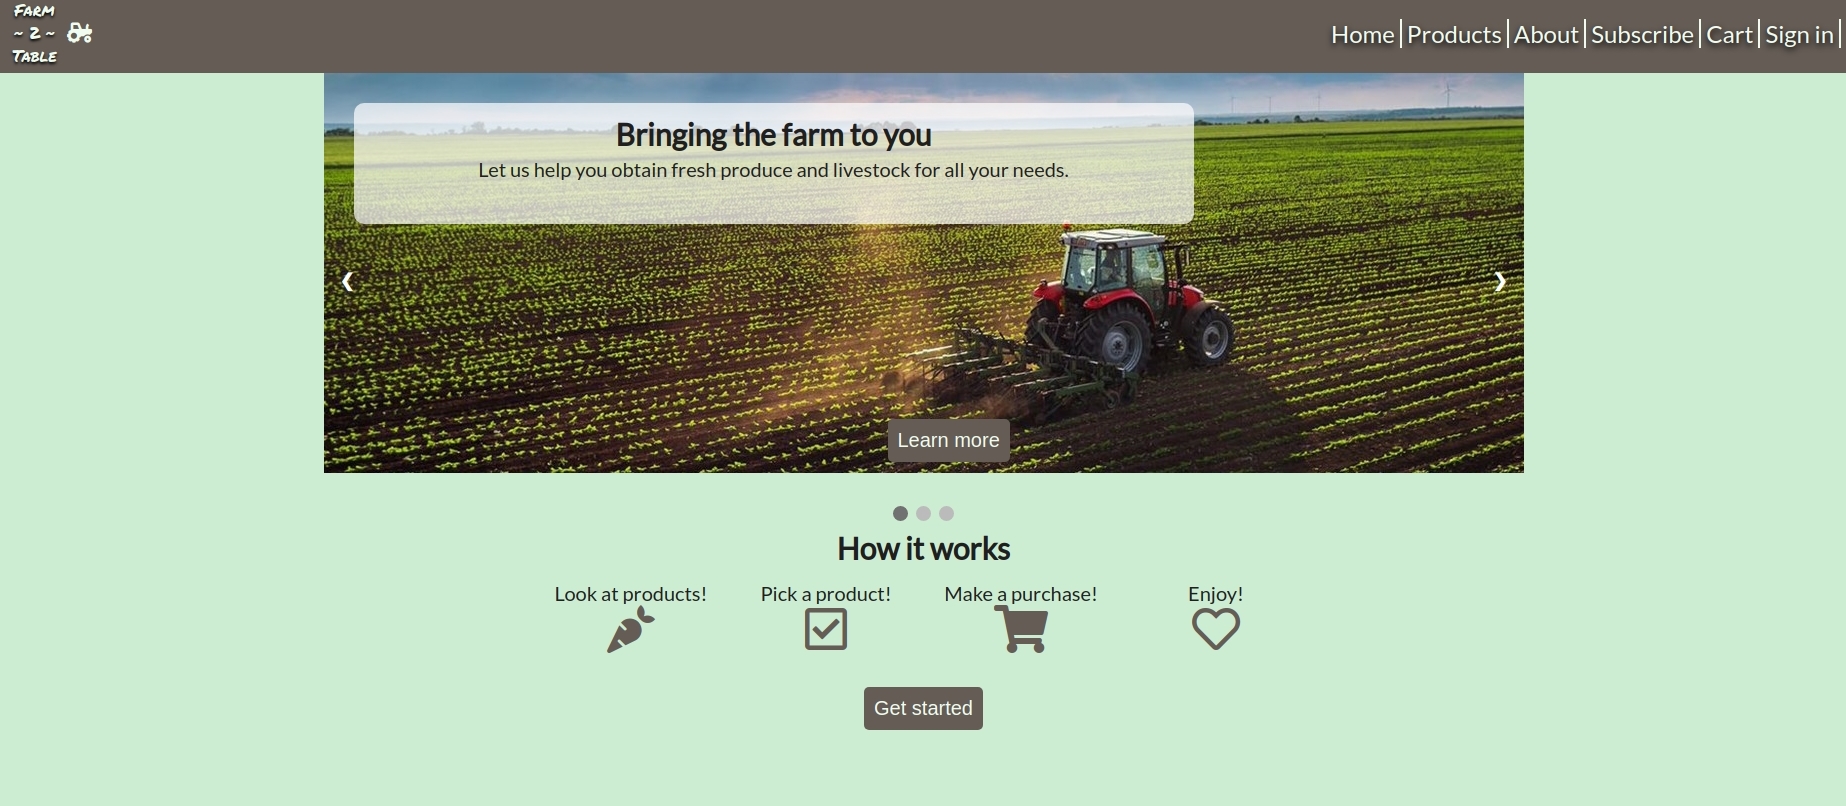 Farm
~ 2 ~
Table
Home
Products
About
Subscribe
Cart
Sign in
Bringing the farm to you
Let us help you obtain fresh produce and livestock for all your needs.
❮
❯
Learn more
How it works
Look at products!
Pick a product!
Make a purchase!
Enjoy!
Get started